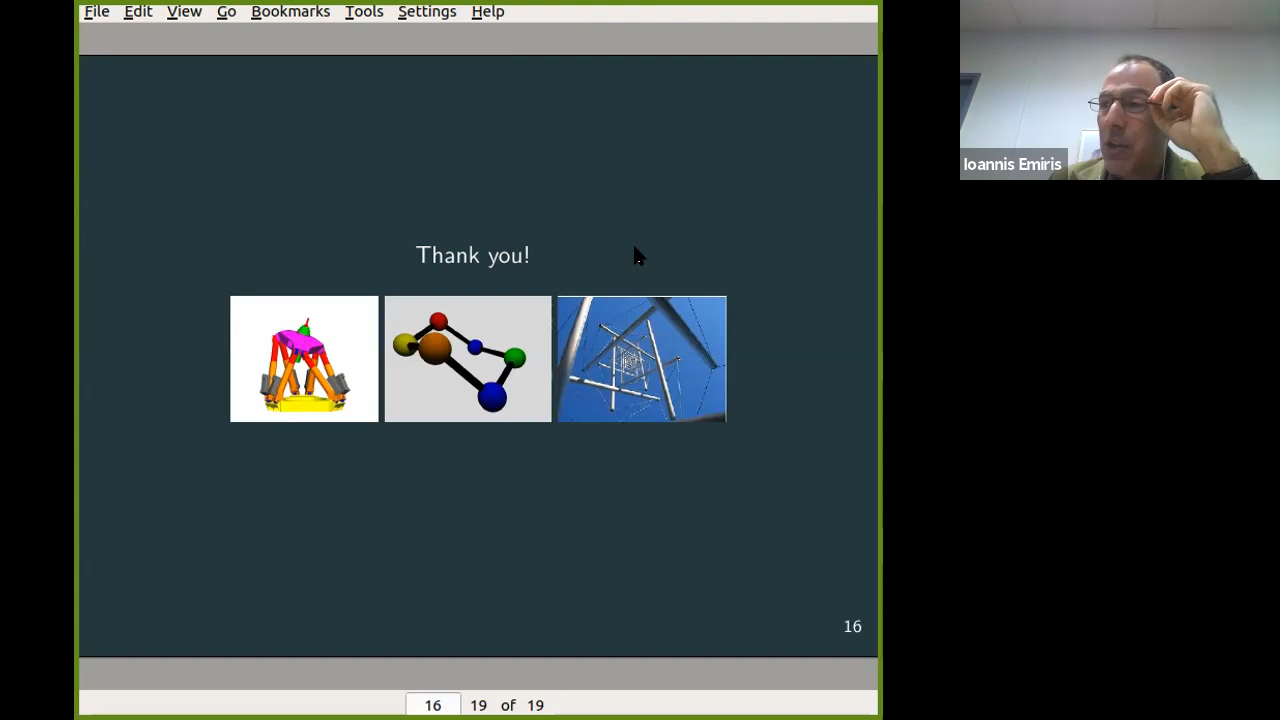 File Edit View Go Bookmarks Tools Settings Help
Ioannis Emiris
Thank you!
16
16 19 of 19